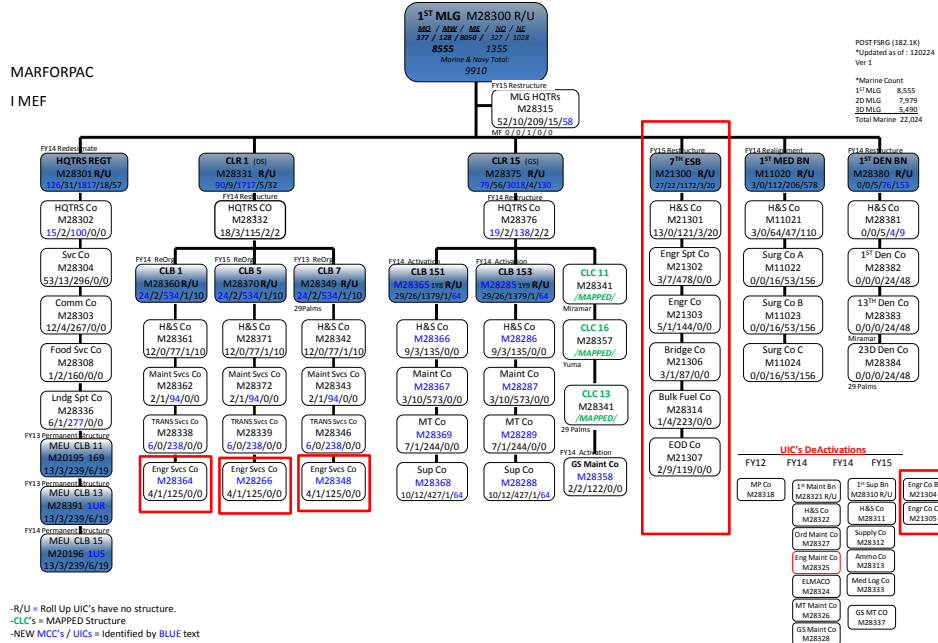 1ST MLG M28300 R/U
MO / MW / ME / NO / NE
377 / 128 / 8050 / 327 / 1028
8555 1355
Marine & Navy Total:
9910
POST FSRG (182.1K)
*Updated as of : 120224
Ver 1
*Marine Count
1ST MLG 8,555
2D MLG 7,979
3D MLG 5,490
Total Marine 22,024
MARFORPAC
I MEF
FY15 Restructure
MLG HQTRs
M28315
52/10/209/15/58
MF 0/0/1/0/0
FY14 Redesignate
HQTRS REGT
M28301 R/U
126/31/1817/18/57
HQTRS Co
M28302
15/2/100/0/0
Svc Co
M28304
53/13/296/0/0
Comm Co
M28303
12/4/267/0/0
Food Svc Co
M28308
1/2/160/0/0
Lndg Spt Co
M28336
6/1/277/0/0
FY13 Permanent Structure
MEU CLB 11
M20195 169
13/3/239/6/19
FY13 Permanent Structure
MEU CLB 13
M28391 1UR
13/3/239/6/19
FY14 Permanent Structure
MEU CLB 15
M20196 1US
13/3/239/6/19
CLR 1 (DS)
M28331 R/U
90/9/1717/5/32
FY14 Restructure
HQTRS CO
M28332
18/3/115/2/2
FY14 ReOrg
CLB 1
M28360 R/U
24/2/534/1/10
H&S Co
M28361
12/0/77/1/10
Maint Svcs Co
M28362
2/1/94/0/0
TRANS Svcs Co
M28338
6/0/238/0/0
Engr Svcs Co
M28364
4/1/125/0/0
FY15 ReOrg
CLB 5
M28370 R/U
24/2/534/1/10
H&S Co
M28371
12/0/77/1/10
Maint Svcs Co
M28372
2/1/94/0/0
TRANS Svcs Co
M28339
6/0/238/0/0
Engr Svcs Co
M28266
4/1/125/0/0
FY13 ReOrg
CLB 7
M28349 R/U
24/2/534/1/10
29Palms
H&S Co
M28342
12/0/77/1/10
Maint Svcs Co
M28343
2/1/94/0/0
TRANS Svcs Co
M28346
6/0/238/0/0
Engr Svcs Co
M28348
4/1/125/0/0
CLR 15 (GS)
M28375 R/U
79/56/3018/4/130
FY14 Restructure
HQTRS Co
M28376
19/2/138/2/2
FY14 Activation
CLB 151
M28365 1Y8 R/U
29/26/1379/1/64
H&S Co
M28366
9/3/135/0/0
Maint Co
M28367
3/10/573/0/0
MT Co
M28369
7/1/244/0/0
Sup Co
M28368
10/12/427/1/64
FY14 Activation
CLB 153
M28285 1Y9 R/U
29/26/1379/1/64
H&S Co
M28286
9/3/135/0/0
Maint Co
M28287
3/10/573/0/0
MT Co
M28289
7/1/244/0/0
Sup Co
M28288
10/12/427/1/64
CLC 11
M28341
/MAPPED/
Miramar
CLC 16
M28357
/MAPPED/
Yuma
CLC 13
M28341
/MAPPED/
29 Palms
FY14 Activation
GS Maint Co
M28358
2/2/122/0/0
FY15 Restructure
7TH ESB
M21300 R/U
27/22/1172/3/20
H&S Co
M21301
13/0/121/3/20
Engr Spt Co
M21302
3/7/478/0/0
Engr Co
M21303
5/1/144/0/0
Bridge Co
M21306
3/1/87/0/0
Bulk Fuel Co
M28314
1/4/223/0/0
EOD Co
M21307
2/9/119/0/0
FY14 Realignment
1ST MED BN
M11020 R/U
3/0/112/206/578
H&S Co
M11021
3/0/64/47/110
Surg Co A
M11022
0/0/16/53/156
Surg Co B
M11023
0/0/16/53/156
Surg Co C
M11024
0/0/16/53/156
FY14 Restructure
1ST DEN BN
M28380 R/U
0/0/5/76/153
H&S Co
M28381
0/0/5/4/9
1ST Den Co
M28382
0/0/0/24/48
13TH Den Co
M28383
0/0/0/24/48
Miramar
23D Den Co
M28384
0/0/0/24/48
29 Palms
UIC's DeActivations
FY12 FY14 FY14 FY15
MP Co
M28318
1st Maint Bn
M28321 R/U
H&S Co
M28322
Ord Maint Co
M28327
Eng Maint Co
M28325
ELMACO
M28324
MT Maint Co
M28326
GS Maint Co
M28328
1st Sup Bn
M28310 R/U
H&S Co
M28311
Supply Co
M28312
Ammo Co
M28313
Med Log Co
M28333
GS MT CO
M28337
Engr Co B
M21304
Engr Co C
M21305
-R/U = Roll Up UIC's have no structure.
-CLC's = MAPPED Structure
-NEW MCC's / UICs = Identified by BLUE text